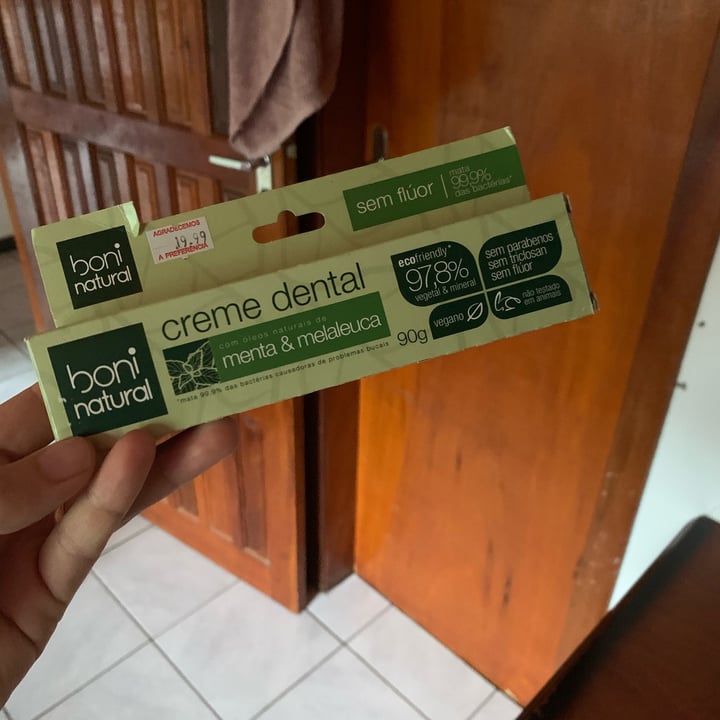 boni
natural
AGRADECEMOS
19,99
A PREFERÊNCIA
sem flúor
mata
99,9%
das bactérias*
boni
natural
creme dental
com óleos naturais de
menta & melaleuca
*mata 99.9% das bactérias causadoras de problemas bucais
90g
ecofriendly*
97,8%
vegetal & mineral
sem parabenos
sem triclosan
sem flúor
vegano
não testado
em animais